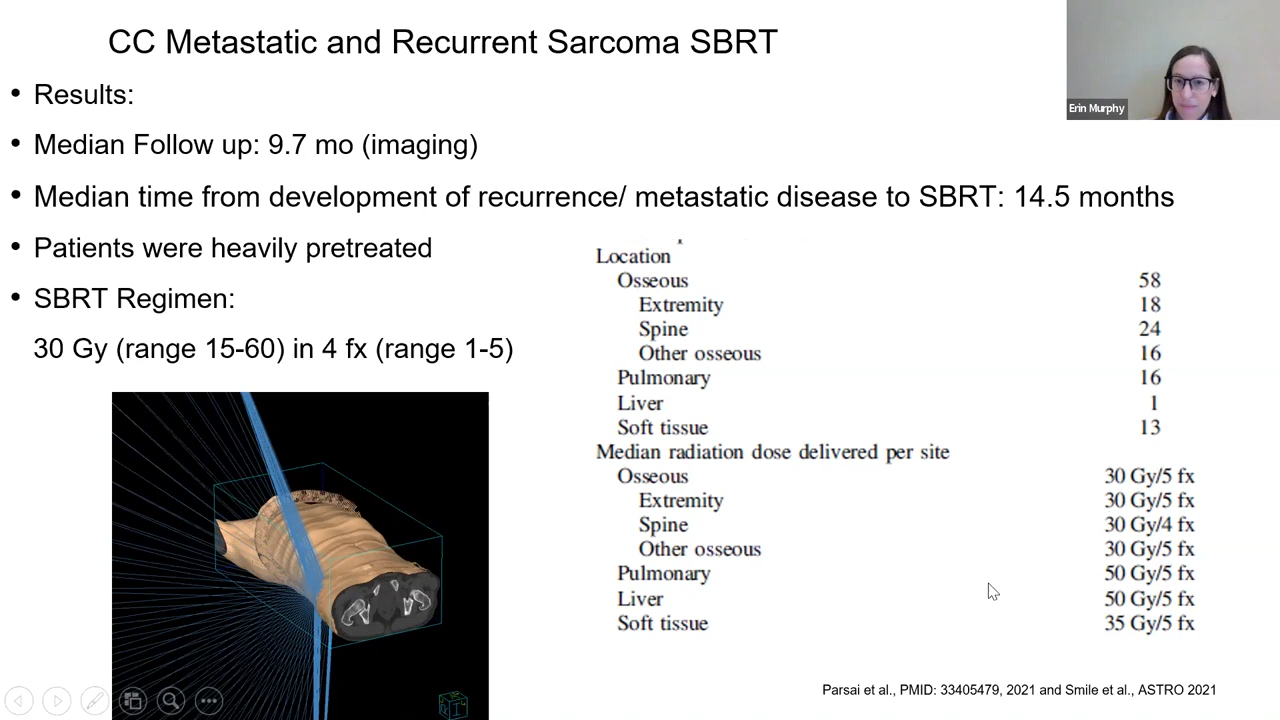 CC Metastatic and Recurrent Sarcoma SBRT
Erin Murphy
• Results:
• Median Follow up: 9.7 mo (imaging)
• Median time from development of recurrence/ metastatic disease to SBRT: 14.5 months
• Patients were heavily pretreated
• SBRT Regimen:
30 Gy (range 15-60) in 4 fx (range 1-5)
Location
Osseous 58
Extremity 18
Spine 24
Other osseous 16
Pulmonary 16
Liver 1
Soft tissue 13
Median radiation dose delivered per site
Osseous 30 Gy/5 fx
Extremity 30 Gy/5 fx
Spine 30 Gy/4 fx
Other osseous 30 Gy/5 fx
Pulmonary 50 Gy/5 fx
Liver 50 Gy/5 fx
Soft tissue 35 Gy/5 fx
Parsai et al., PMID: 33405479, 2021 and Smile et al., ASTRO 2021